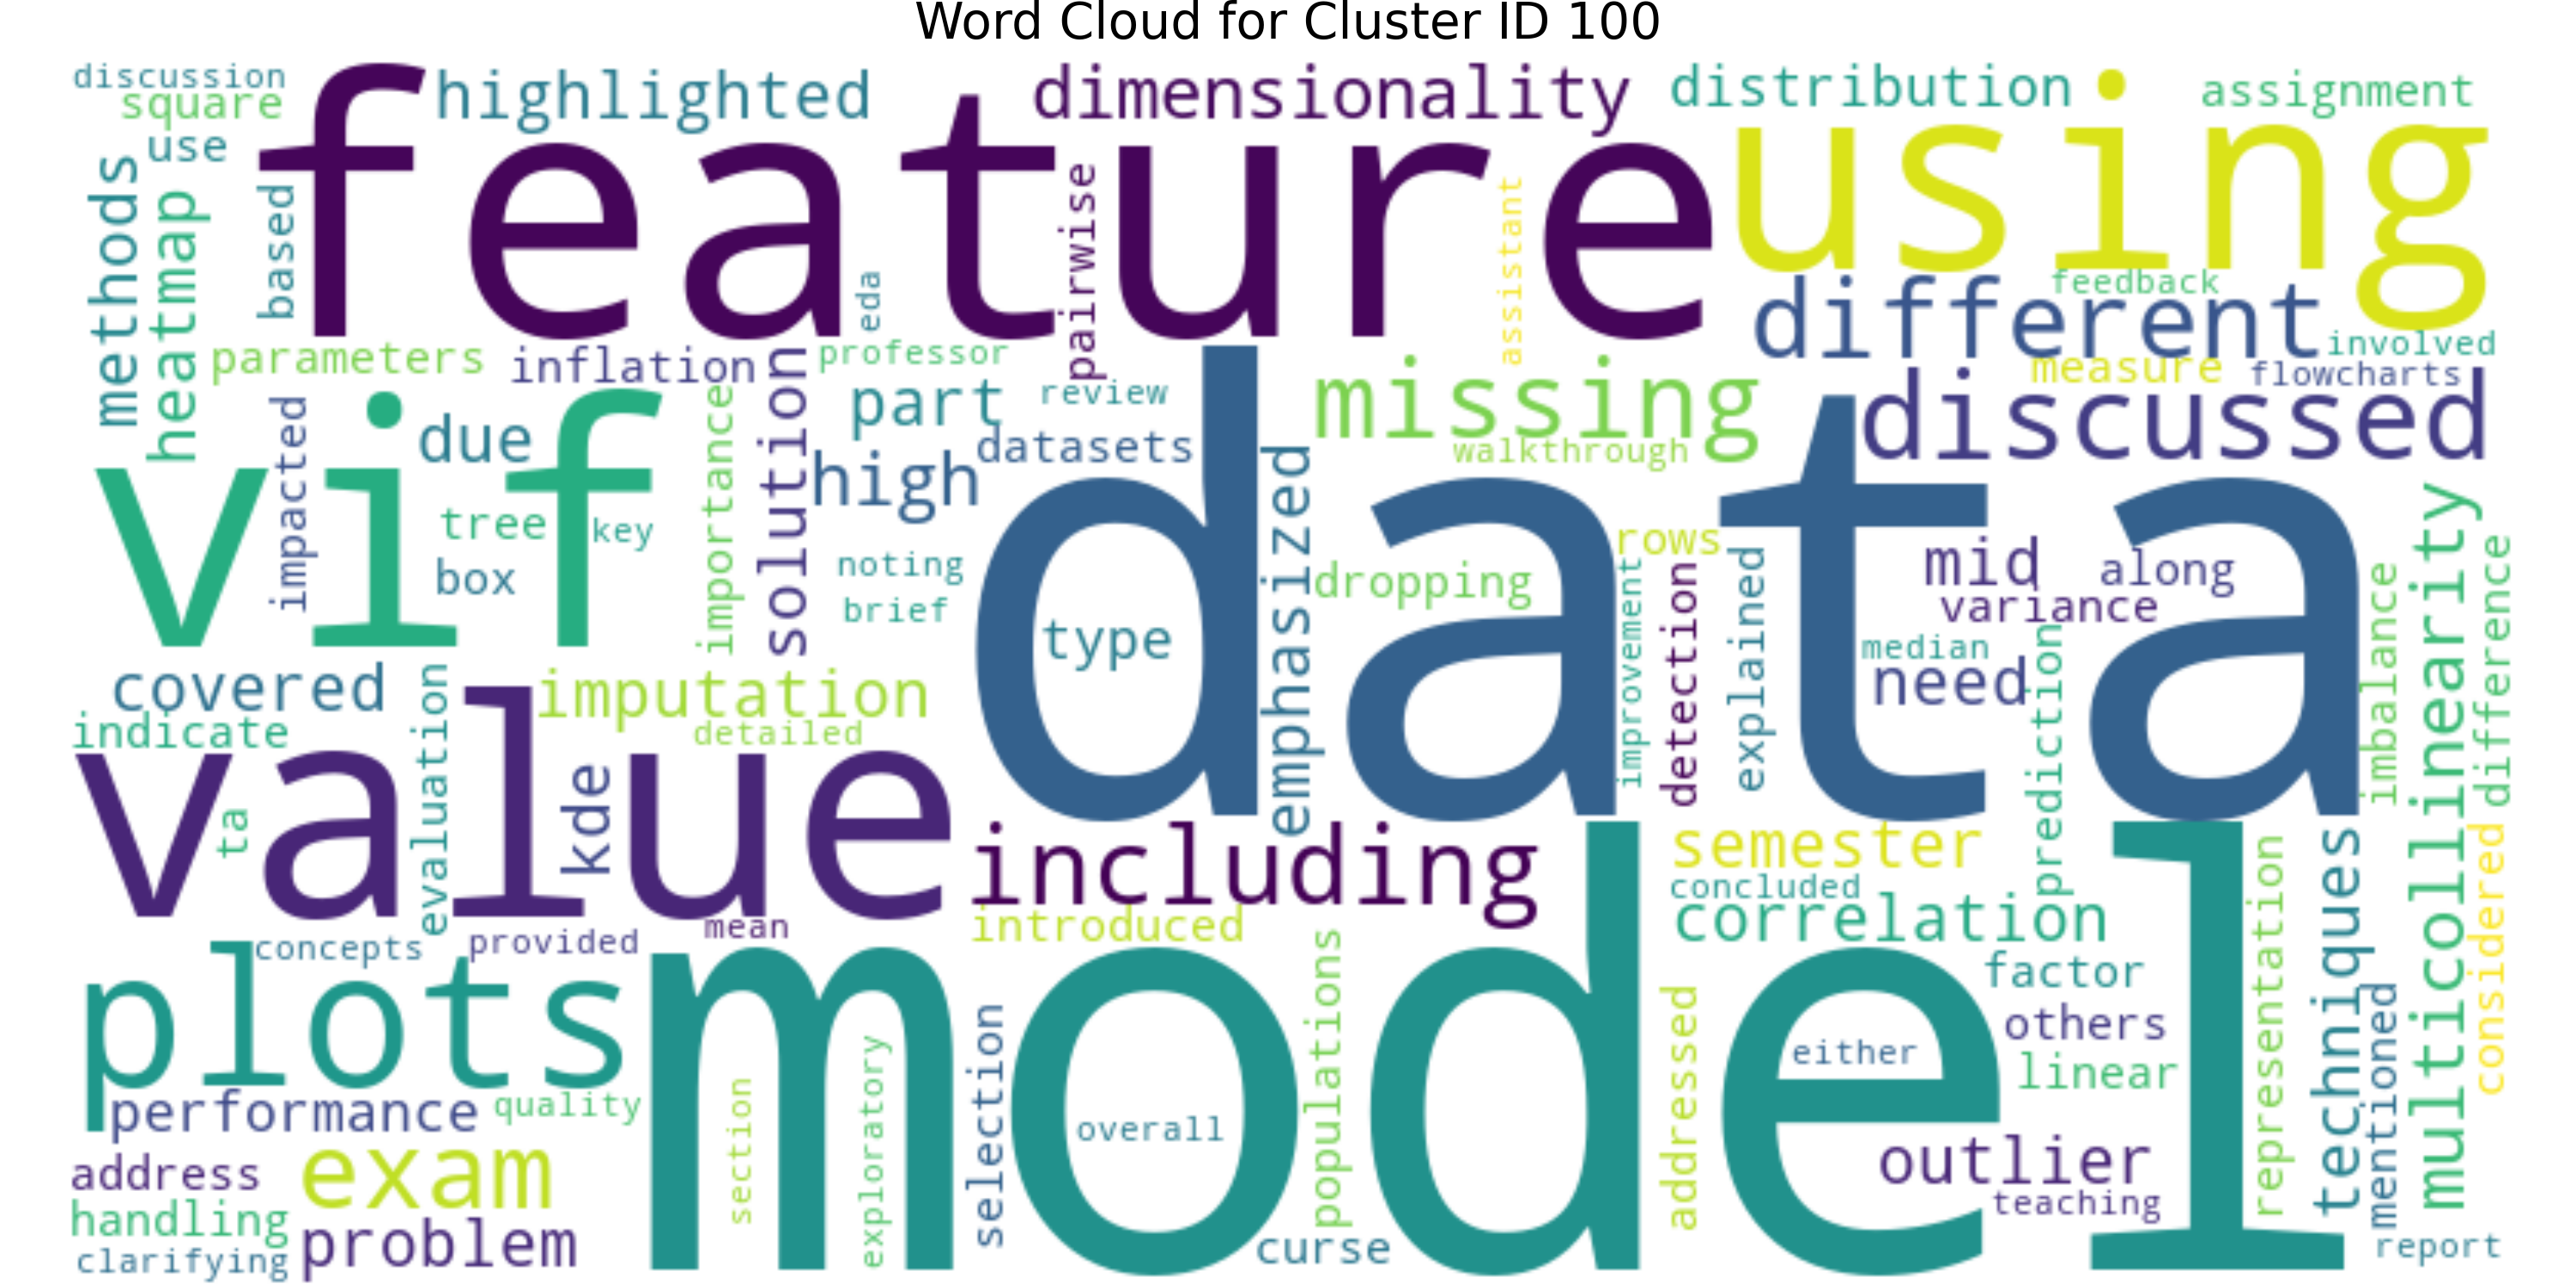 Word Cloud for Cluster ID 100
discussion
square
use
highlighted
dimensionality
distribution
assignment
feature
using
methods
heatmap
based
eda
pairwise
assistant
feedback
different
involved
measure
flowcharts
parameters
inflation
professor
part
review
missing
discussed
vif
due
impacted
tree
key
box
importance
solution
high
datasets
walkthrough
data
noting
brief
type
emphasized
dropping
rows
improvement
detection
explained
mid
along
variance
median
need
prediction
imbalance
multicollinearity
difference
covered
indicate
evaluation
imputation
detailed
value
ta
kde
including
semester
concluded
correlation
introduced
mean
concepts
provided
plots
model
performance
quality
section
exploratory
selection
overall
populations
addressed
either
factor
others
linear
representation
techniques
mentioned
considered
outlier
teaching
address
exam
handling
problem
clarifying
curse
report